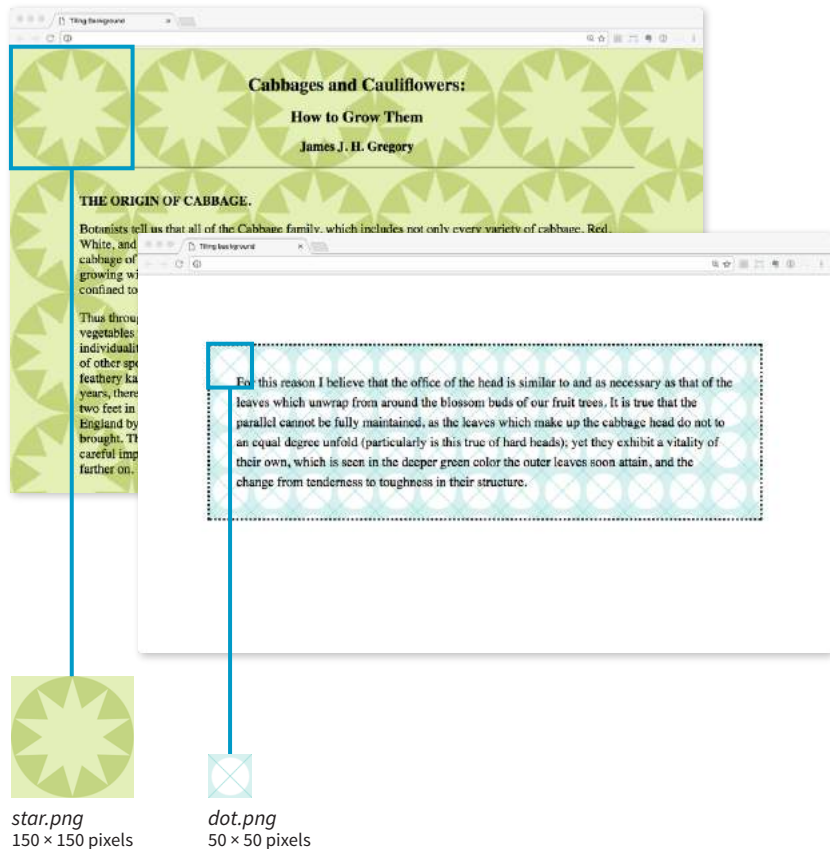 Tiling Background
Cabbages and Cauliflowers:
How to Grow Them
James J. H. Gregory
THE ORIGIN OF CABBAGE.
Botanists tell us that all of the Cabbage family, which includes not only every variety of cabbage, Red,
White, and
cabbage of
growing wi
confined to
Thus throug
vegetables
individualit
of other spe
feathery ka
years, there
two feet in
England by
brought. Th
careful imp
farther on.
Tiling background
For this reason I believe that the office of the head is similar to and as necessary as that of the
leaves which unwrap from around the blossom buds of our fruit trees. It is true that the
parallel cannot be fully maintained, as the leaves which make up the cabbage head do not to
an equal degree unfold (particularly is this true of hard heads); yet they exhibit a vitality of
their own, which is seen in the deeper green color the outer leaves soon attain, and the
change from tenderness to toughness in their structure.
star.png
150 × 150 pixels
dot.png
50 × 50 pixels